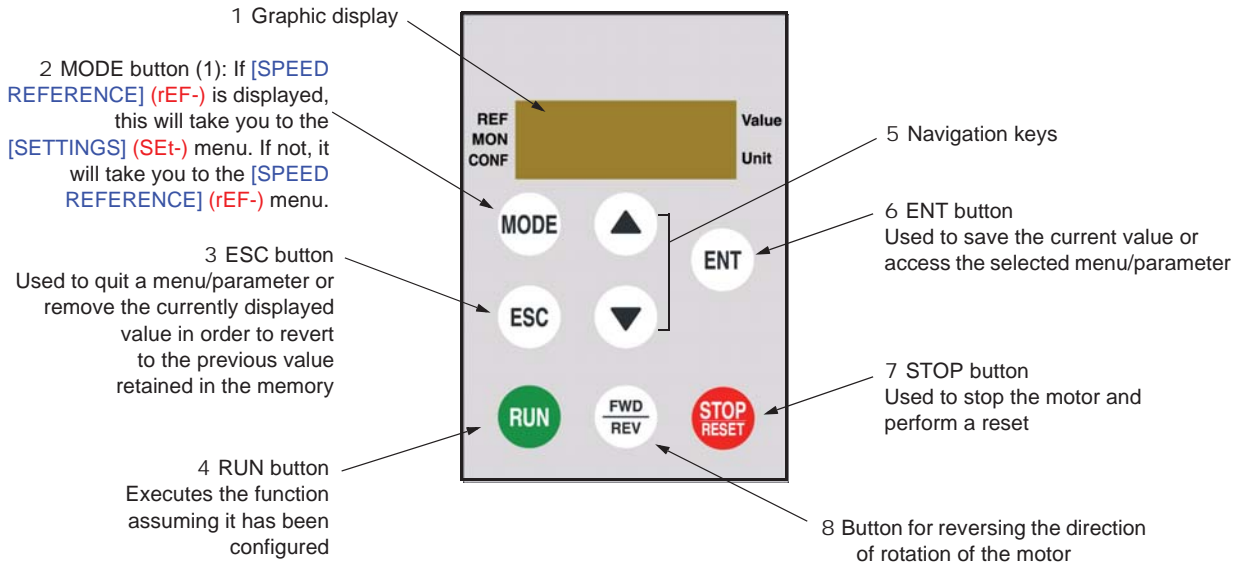 1 Graphic display
2 MODE button (1): If [SPEED
REFERENCE] (rEF-) is displayed,
this will take you to the
[SETTINGS] (SEt-) menu. If not, it
will take you to the [SPEED
REFERENCE] (rEF-) menu.
3 ESC button
Used to quit a menu/parameter or
remove the currently displayed
value in order to revert
to the previous value
retained in the memory
4 RUN button
Executes the function
assuming it has been
configured
REF
MON
CONF
Value
Unit
MODE
ENT
ESC
RUN
FWD
REV
STOP
RESET
5 Navigation keys
6 ENT button
Used to save the current value or
access the selected menu/parameter
7 STOP button
Used to stop the motor and
perform a reset
8 Button for reversing the direction
of rotation of the motor